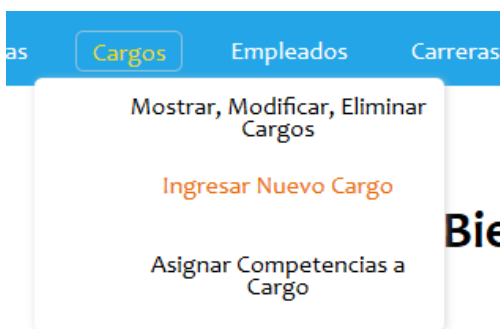 as Cargos Empleados Carreras
Mostrar, Modificar, Eliminar
Cargos
Ingresar Nuevo Cargo
Bie
Asignar Competencias a
Cargo